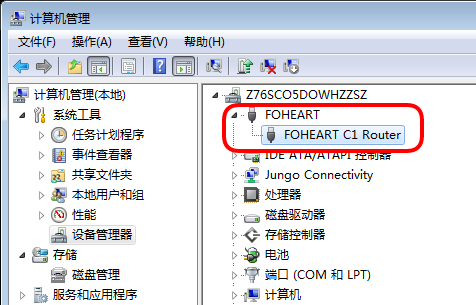 计算机管理
文件(F) 操作(A) 查看(V) 帮助(H)
计算机管理(本地)
系统工具
任务计划程序
事件查看器
共享文件夹
本地用户和组
性能
设备管理器
存储
磁盘管理
服务和应用程序
Z76SCO5DOWHZZSZ
FOHEART
FOHEART C1 Router
IDE ATA/ATAPI 控制器
Jungo Connectivity
处理器
磁盘驱动器
存储控制器
电池
端口 (COM 和 LPT)
计算机